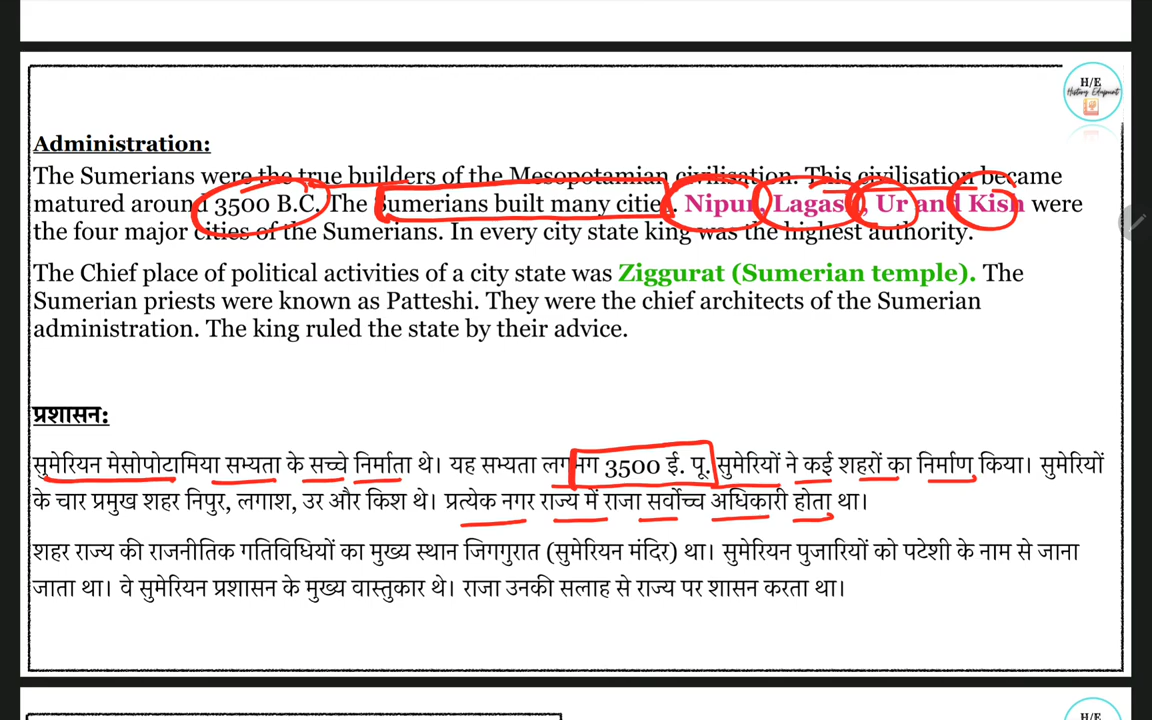 H/E
History Edupoint
Administration:
The Sumerians were the true builders of the Mesopotamian civilisation. This civilisation became
matured around 3500 B.C. The Sumerians built many cities. Nipur, Lagash, Ur and Kish were
the four major cities of the Sumerians. In every city state king was the highest authority.
The Chief place of political activities of a city state was Ziggurat (Sumerian temple). The
Sumerian priests were known as Patteshi. They were the chief architects of the Sumerian
administration. The king ruled the state by their advice.
प्रशासन:
सुमेरियन मेसोपोटामिया सभ्यता के सच्चे निर्माता थे। यह सभ्यता लगभग 3500 ई. पू. सुमेरियों ने कई शहरों का निर्माण किया। सुमेरियों
के चार प्रमुख शहर निपुर, लगाश, उर और किश थे। प्रत्येक नगर राज्य में राजा सर्वोच्च अधिकारी होता था।
शहर राज्य की राजनीतिक गतिविधियों का मुख्य स्थान जिगगुरात (सुमेरियन मंदिर) था। सुमेरियन पुजारियों को पटेशी के नाम से जाना
जाता था। वे सुमेरियन प्रशासन के मुख्य वास्तुकार थे। राजा उनकी सलाह से राज्य पर शासन करता था।
H/E